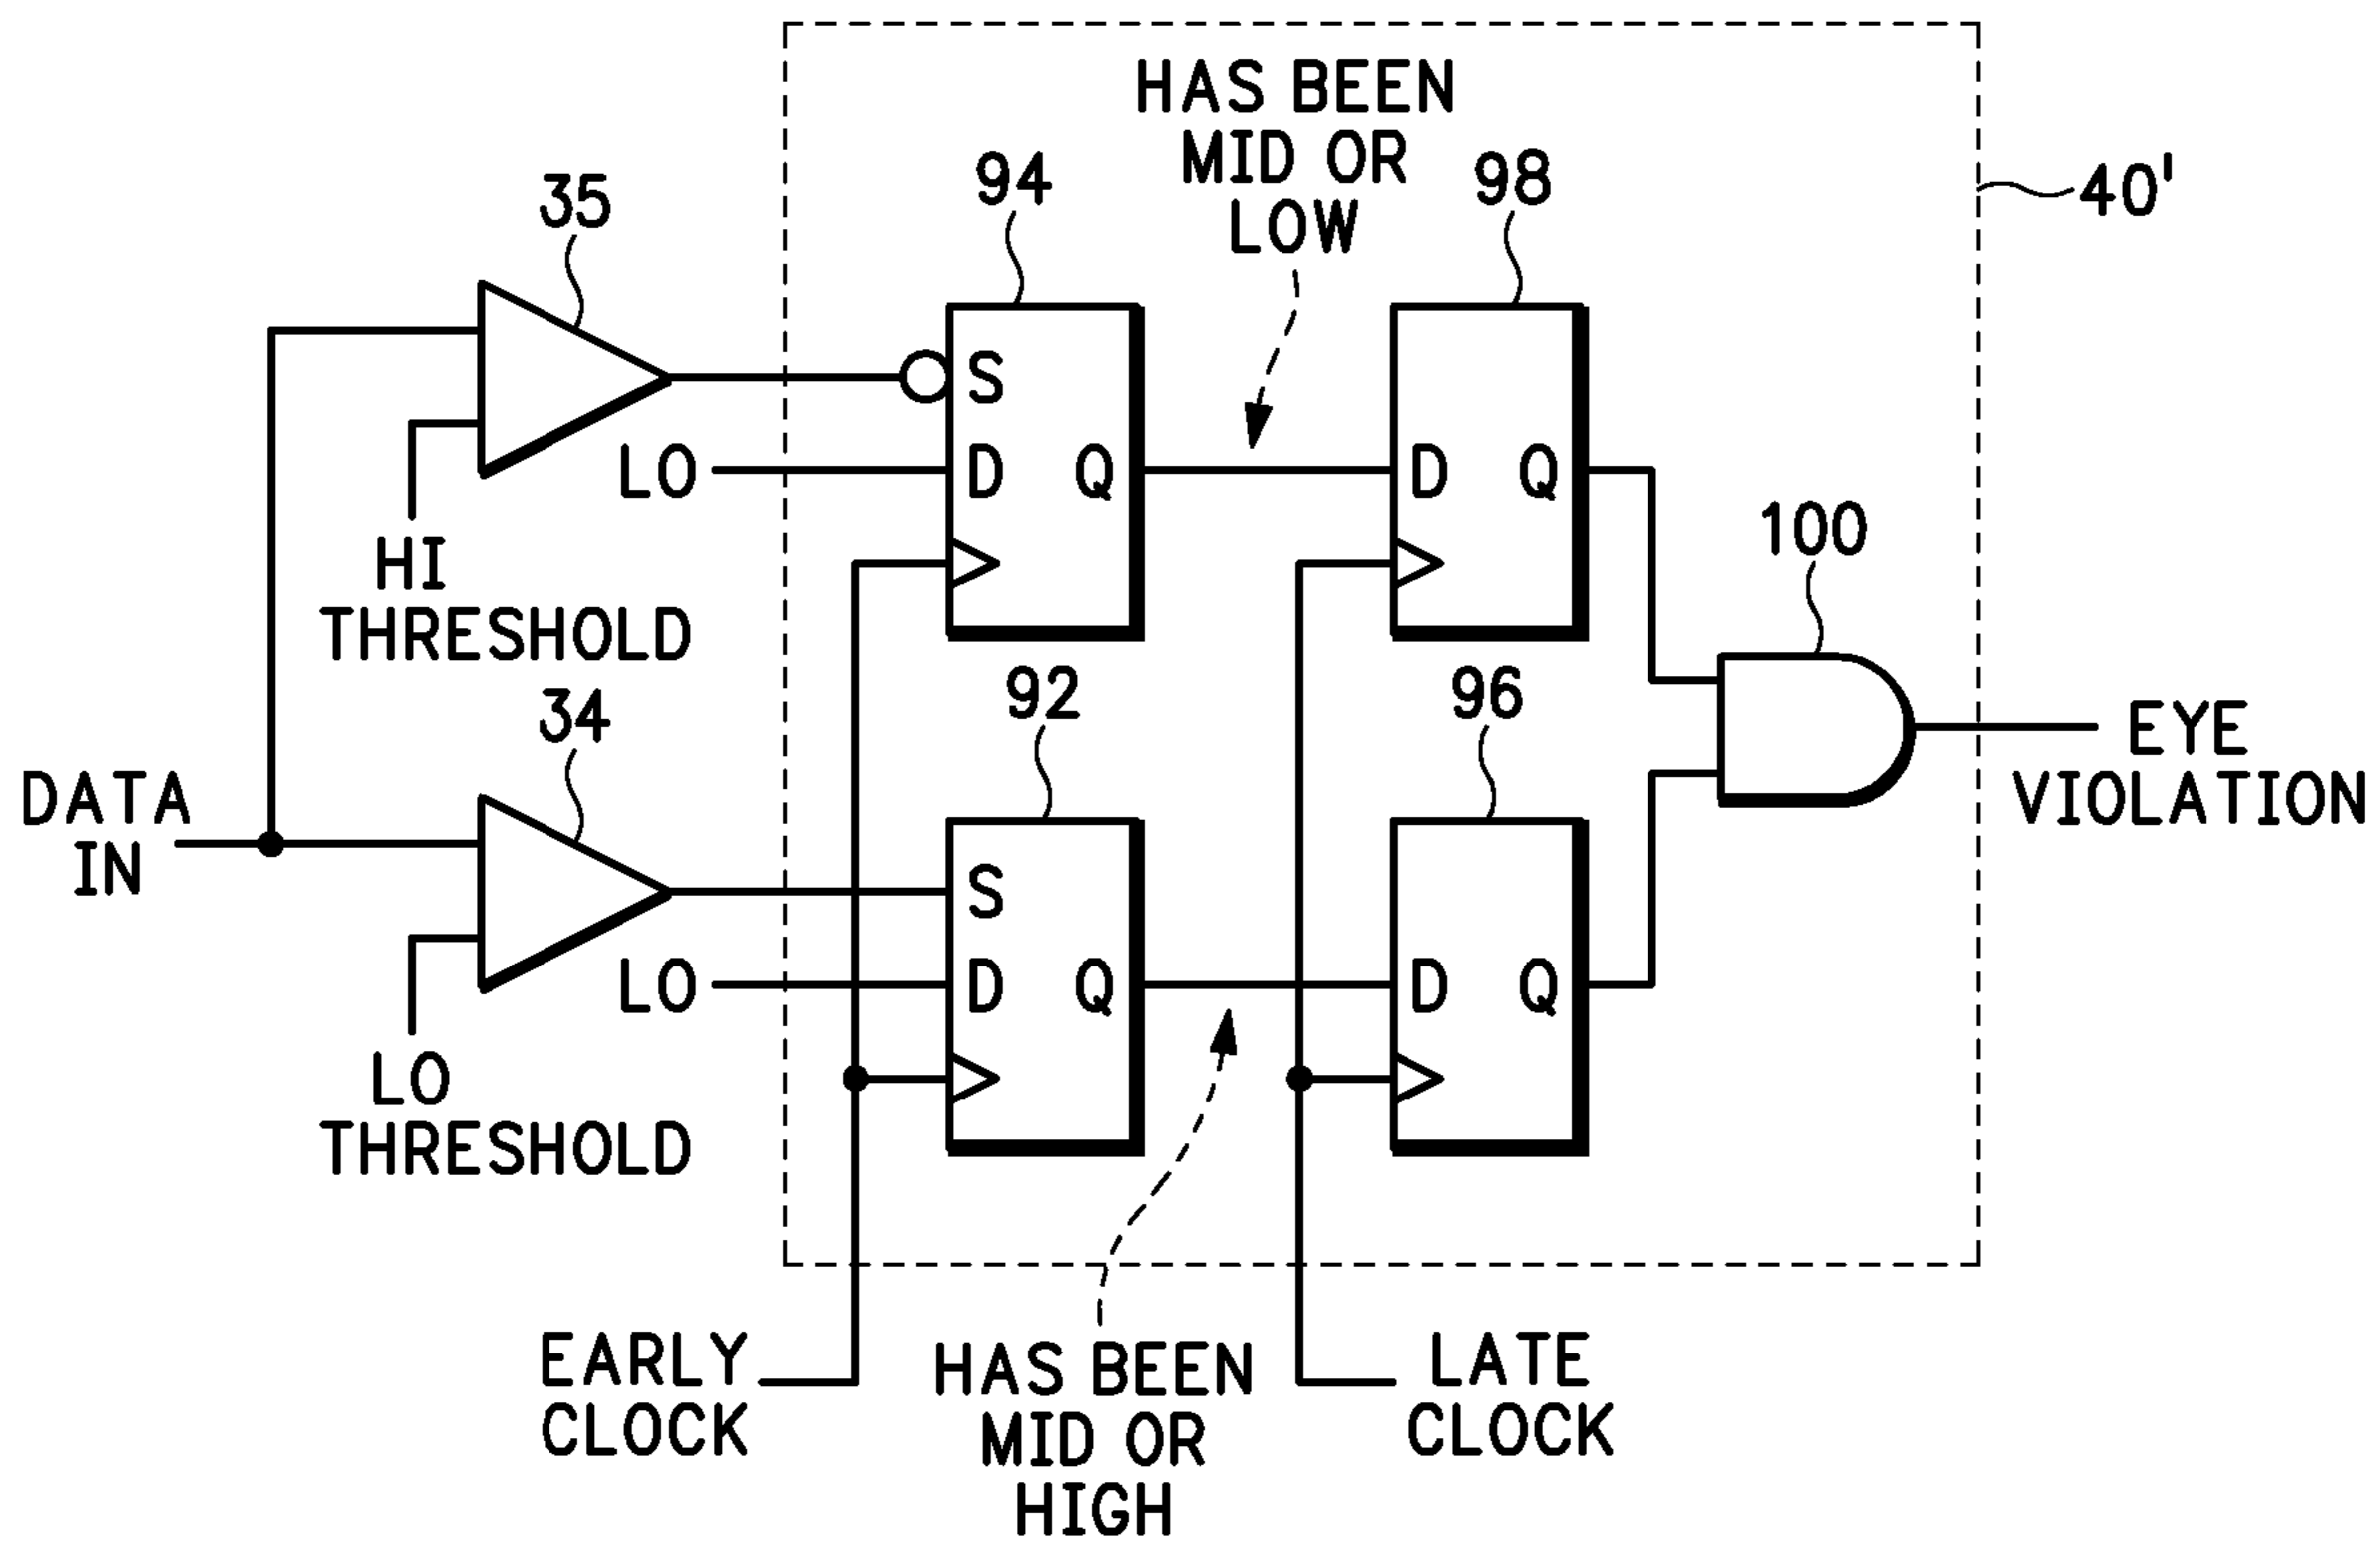 HAS BEEN
MID OR
LOW
35
94
98
40'
S
D
Q
D
Q
LO
HI
THRESHOLD
100
34
92
96
DATA
IN
EYE
VIOLATION
S
D
Q
D
Q
LO
LO
THRESHOLD
EARLY
CLOCK
HAS BEEN
MID OR
HIGH
LATE
CLOCK